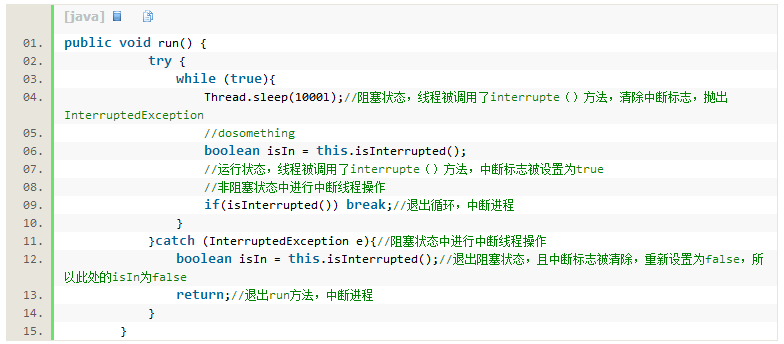 [java]
01. public void run() {
02. try {
03. while (true){
04. Thread.sleep(1000l);//阻塞状态，线程被调用了interrupte（）方法，清除中断标志，抛出
InterruptedException
05. //dosomething
06. boolean isIn = this.isInterrupted();
07. //运行状态，线程被调用了interrupte（）方法，中断标志被设置为true
08. //非阻塞状态中进行中断线程操作
09. if(isInterrupted()) break;//退出循环，中断进程
10. }
11. }catch (InterruptedException e){//阻塞状态中进行中断线程操作
12. boolean isIn = this.isInterrupted();//退出阻塞状态，且中断标志被清除，重新设置为false，所
以此处的isIn为false
13. return;//退出run方法，中断进程
14. }
15. }